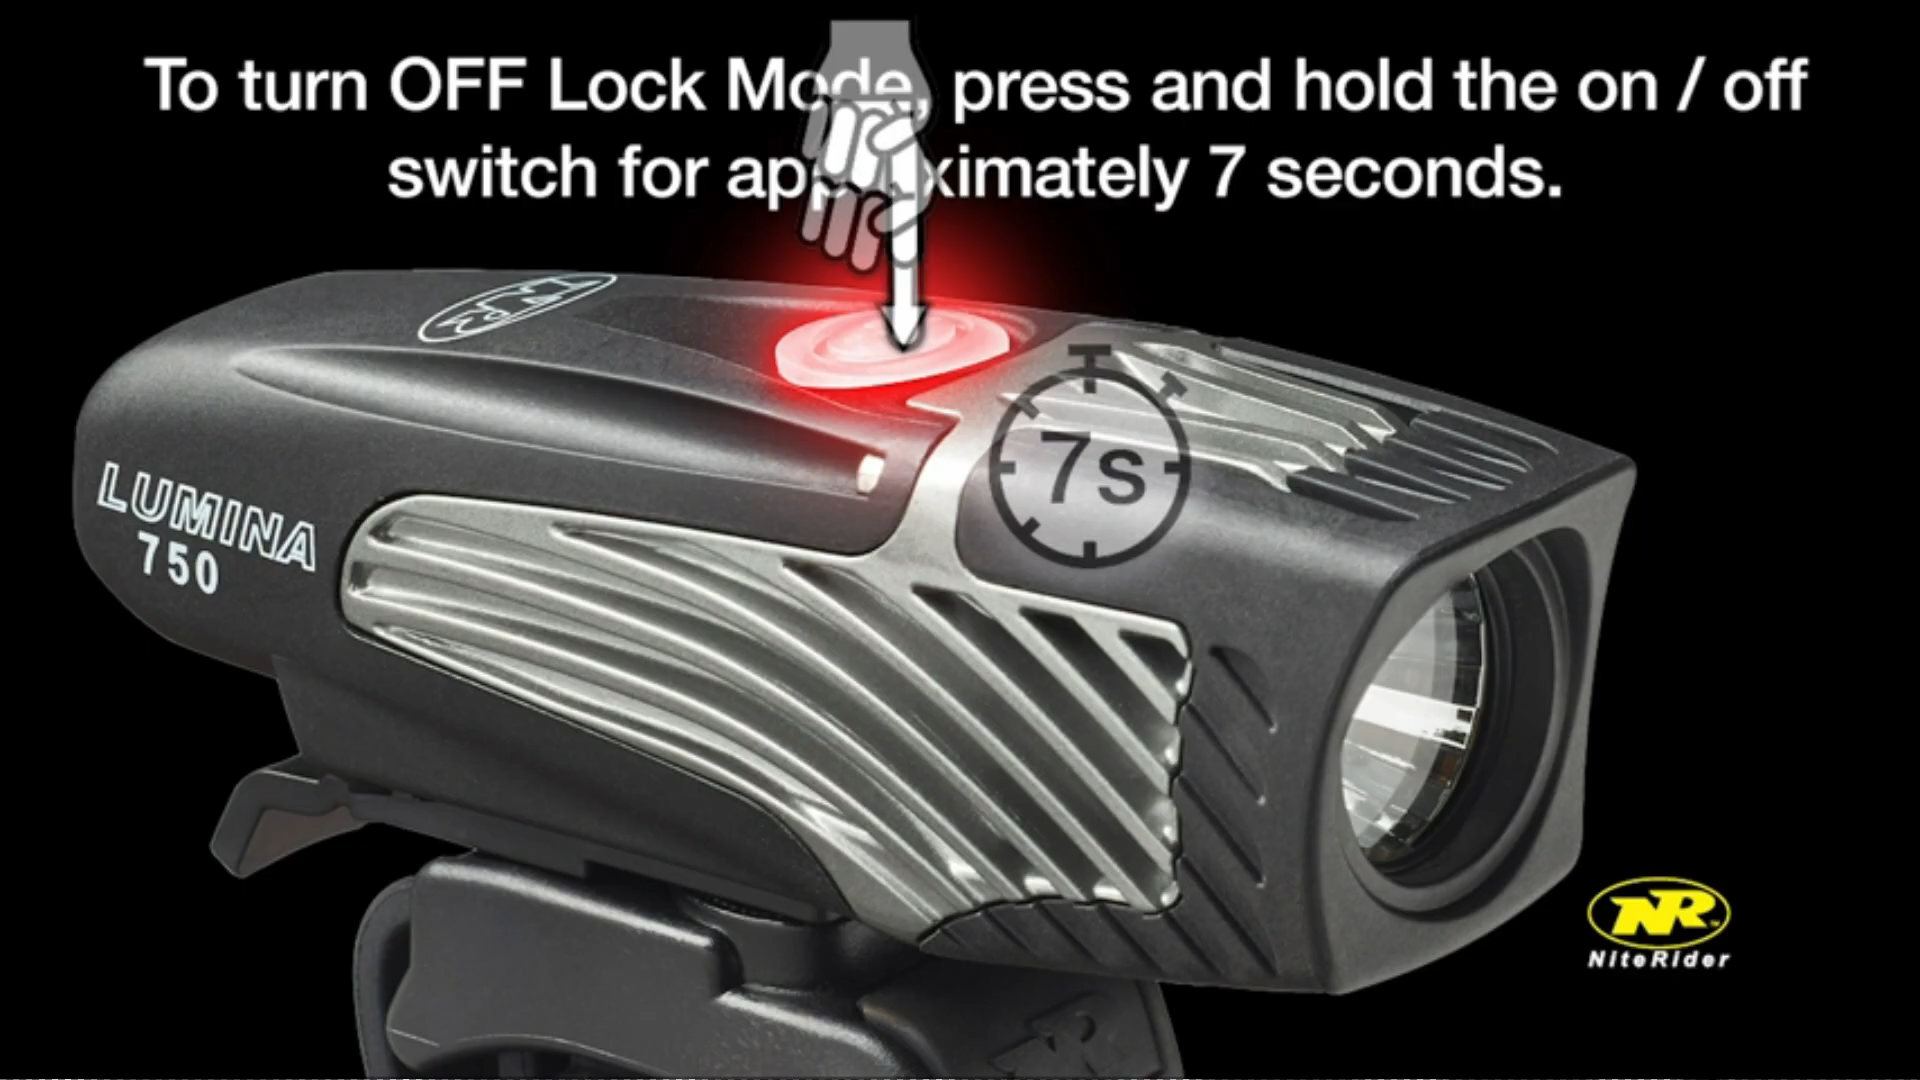 To turn OFF Lock Mode, press and hold the on / off
switch for approximately 7 seconds.
7s
LUMINA
750
NR
NiteRider